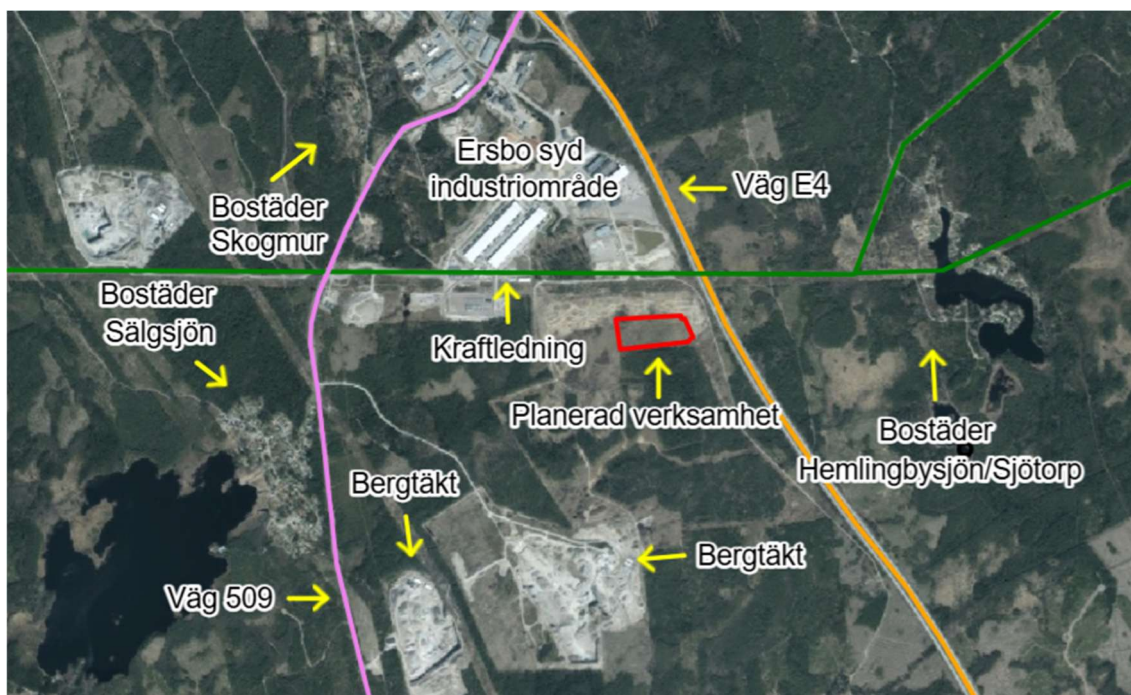 Ersbo syd
industriområde
Väg E4
Bostäder
Skogmur
Bostäder
Sälgsjön
Kraftledning
Planerad verksamhet
Bostäder
Hemlingbysjön/Sjötorp
Bergtäkt
Bergtäkt
Väg 509